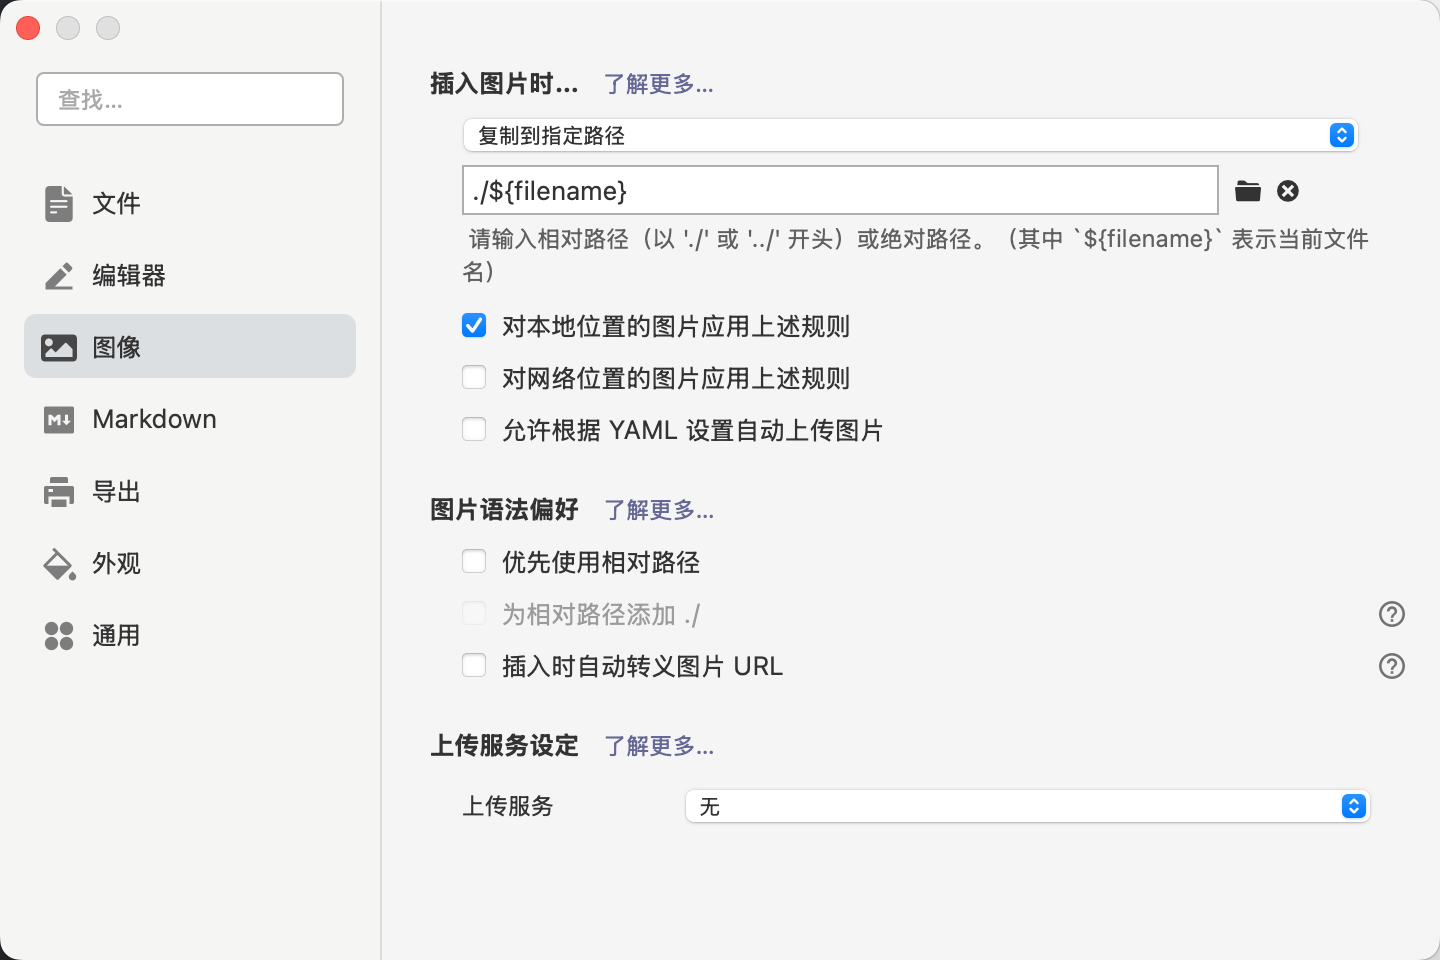 查找...
文件
编辑器
图像
Markdown
导出
外观
通用
插入图片时... 了解更多...
复制到指定路径
./${filename}
请输入相对路径（以 './' 或 '../' 开头）或绝对路径。（其中 `${filename}` 表示当前文件
名）
对本地位置的图片应用上述规则
对网络位置的图片应用上述规则
允许根据 YAML 设置自动上传图片
图片语法偏好 了解更多...
优先使用相对路径
为相对路径添加 ./
插入时自动转义图片 URL
上传服务设定 了解更多...
上传服务 无